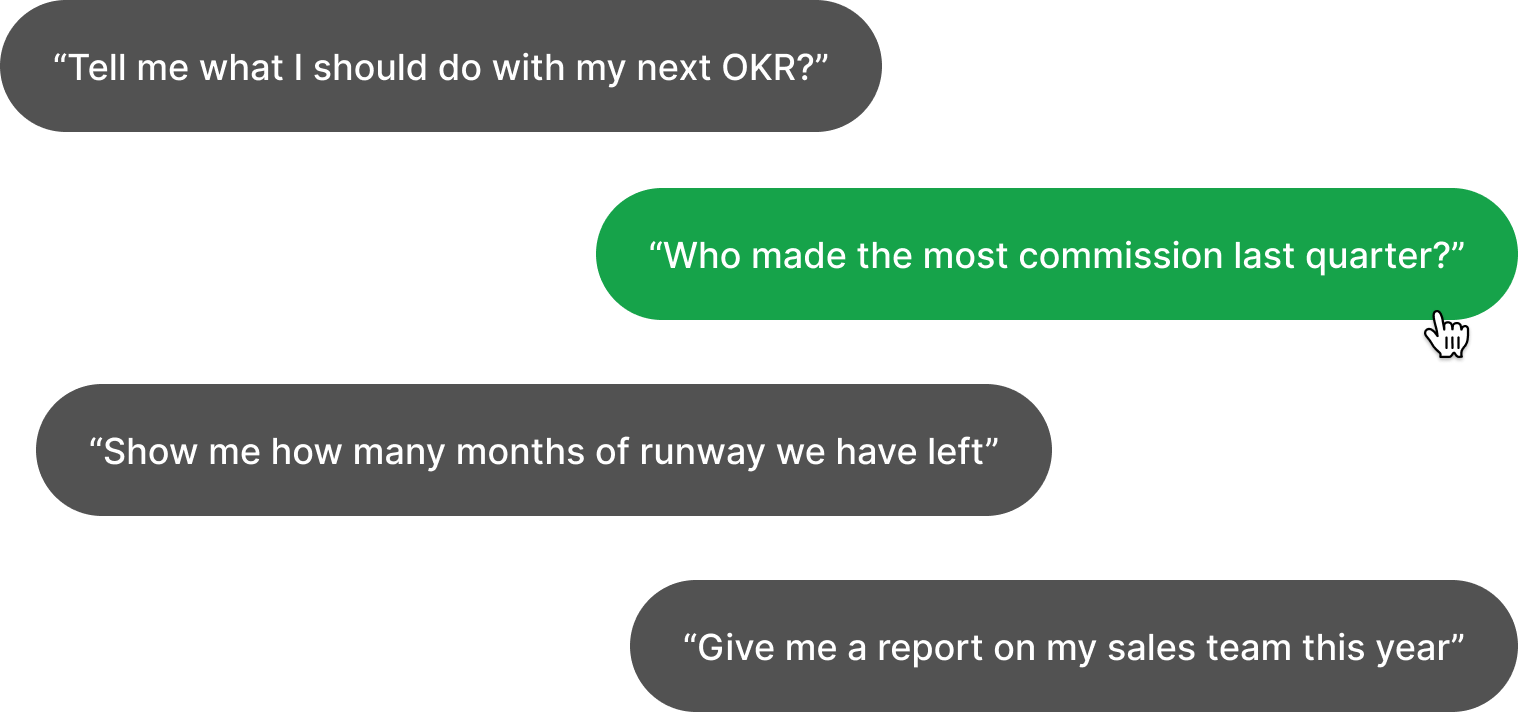 “Tell me what I should do with my next OKR?”
“Who made the most commission last quarter?”
“Show me how many months of runway we have left”
“Give me a report on my sales team this year”